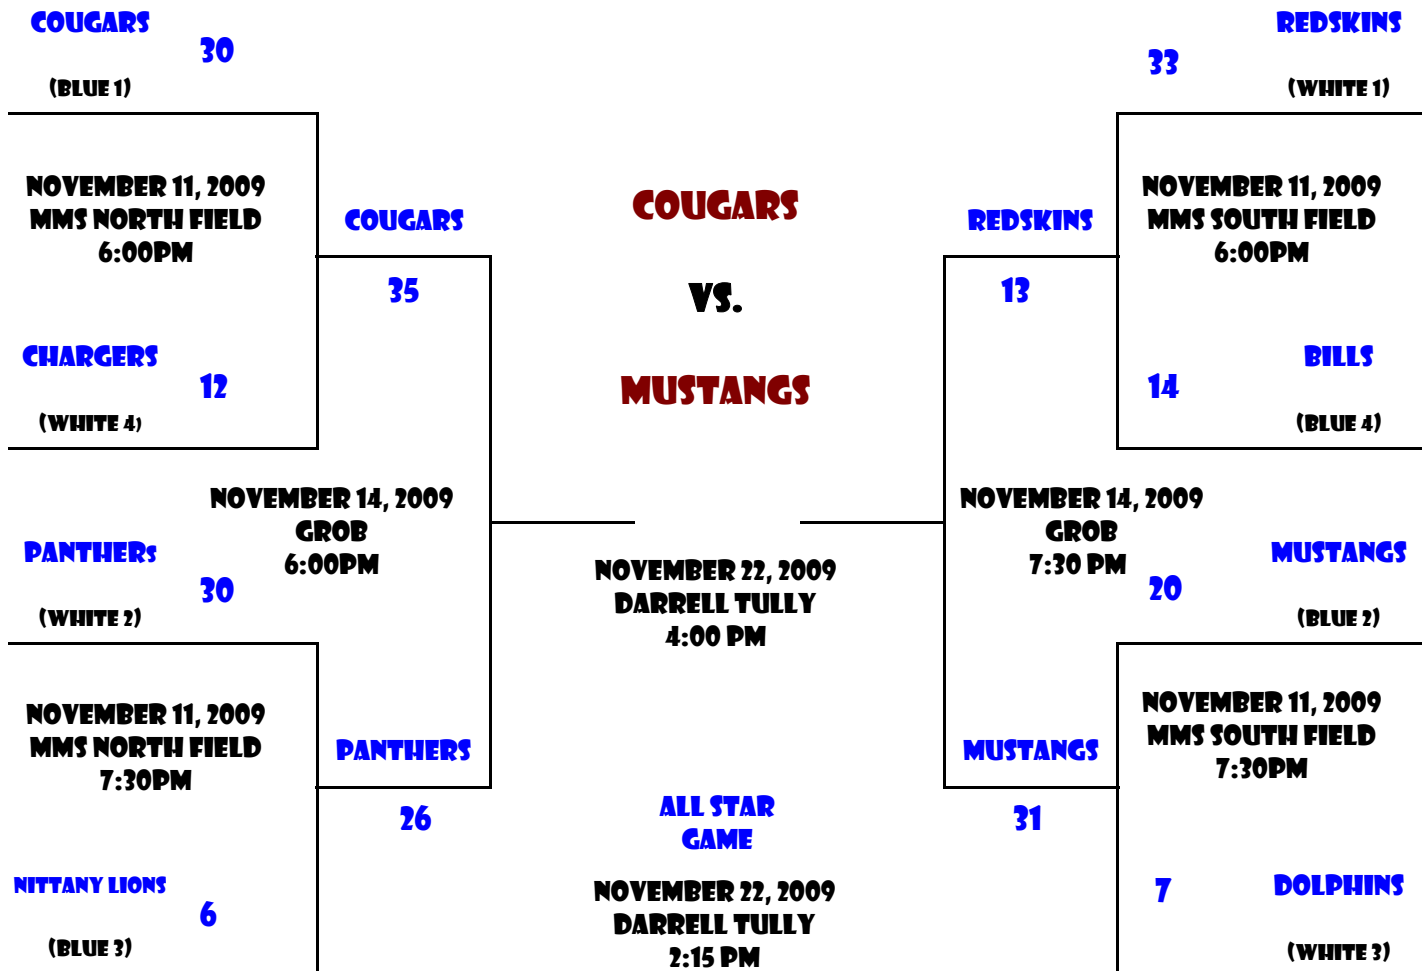 COUGARS
30
(BLUE 1)
NOVEMBER 11, 2009
MMS NORTH FIELD
6:00PM
CHARGERS
12
(WHITE 4)
COUGARS
35
NOVEMBER 14, 2009
GROB
6:00PM
PANTHERS
30
(WHITE 2)
NOVEMBER 11, 2009
MMS NORTH FIELD
7:30PM
PANTHERS
26
NITTANY LIONS
6
(BLUE 3)
COUGARS
VS.
MUSTANGS
NOVEMBER 22, 2009
DARRELL TULLY
4:00 PM
ALL STAR
GAME
NOVEMBER 22, 2009
DARRELL TULLY
2:15 PM
REDSKINS
33
(WHITE 1)
NOVEMBER 11, 2009
MMS SOUTH FIELD
6:00PM
REDSKINS
13
BILLS
14
(BLUE 4)
NOVEMBER 14, 2009
GROB
7:30 PM
MUSTANGS
20
(BLUE 2)
NOVEMBER 11, 2009
MMS SOUTH FIELD
7:30PM
MUSTANGS
31
7
DOLPHINS
(WHITE 3)